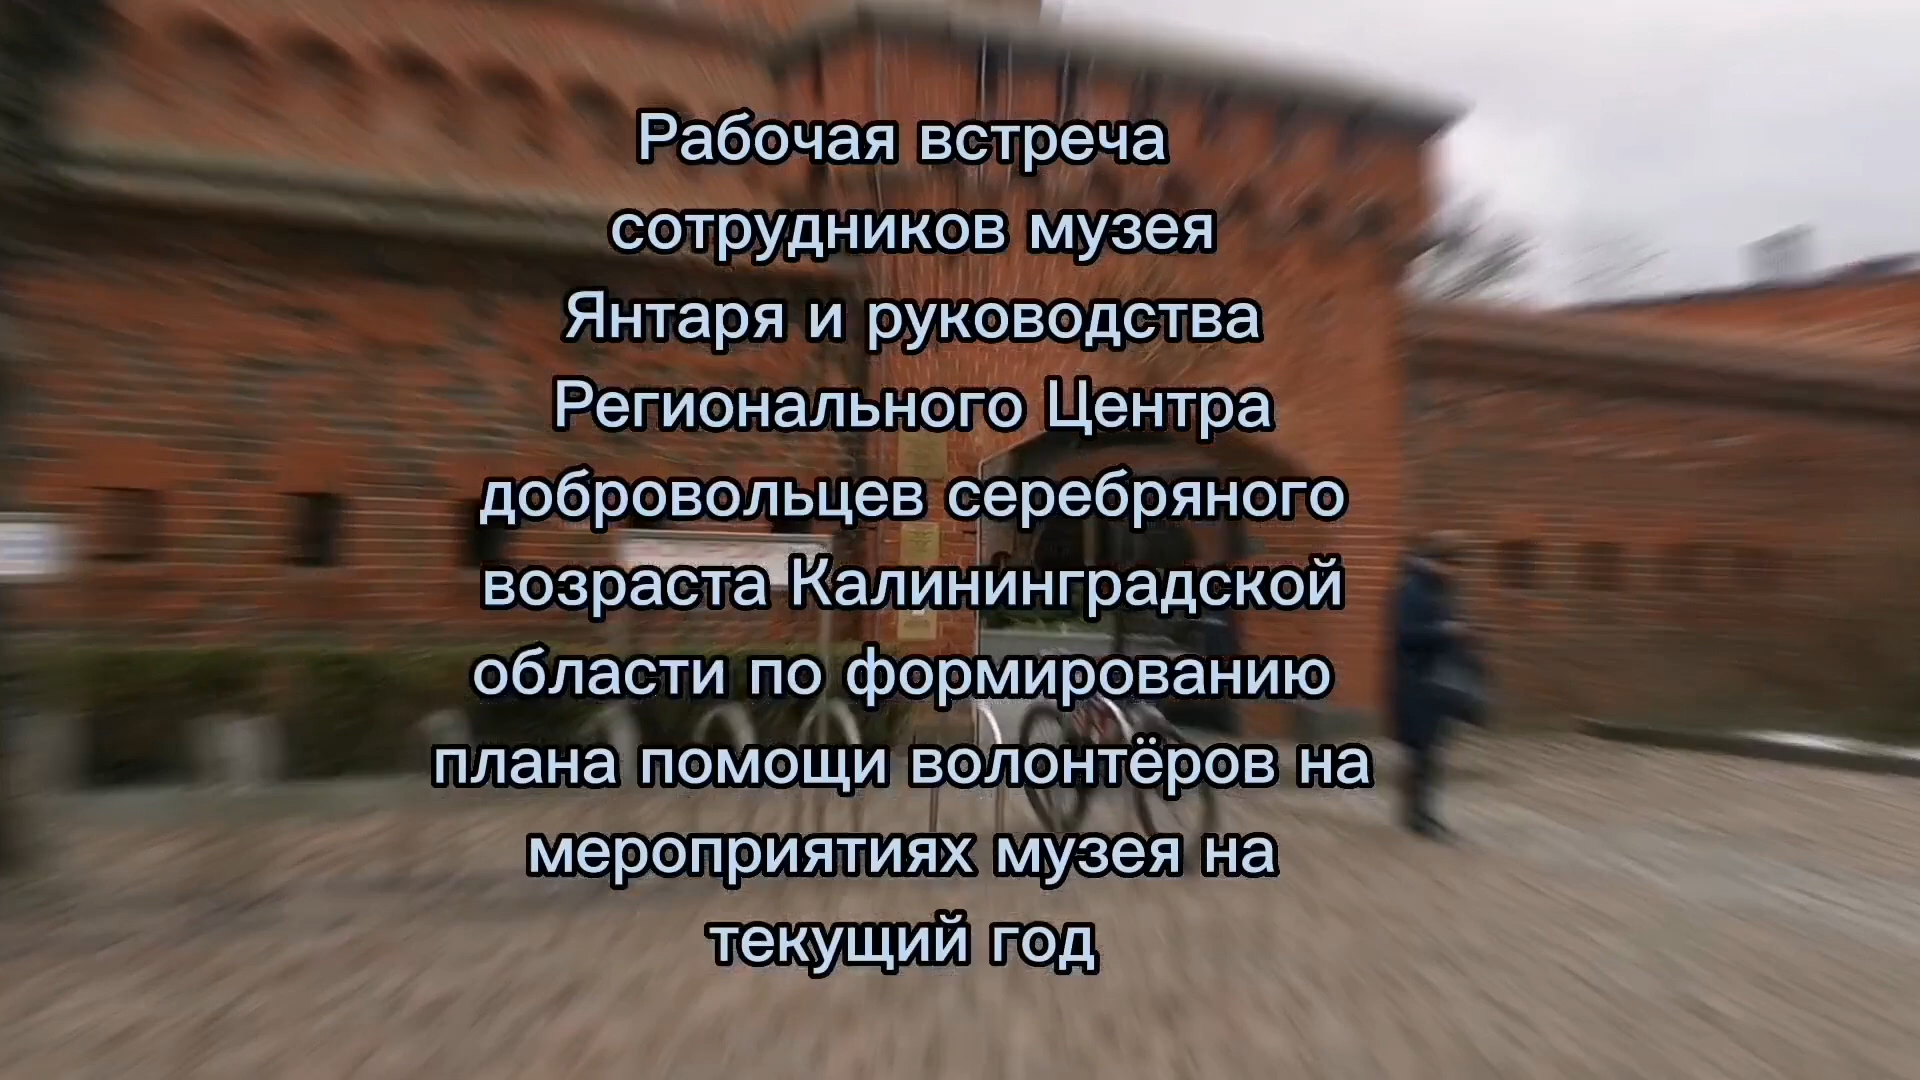 Рабочая встреча
сотрудников музея
Янтаря и руководства
Регионального Центра
добровольцев серебряного
возраста Калининградской
области по формированию
плана помощи волонтёров на
мероприятиях музея на
текущий год